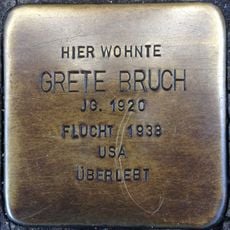 HIER WOHNTE
GRETE BRUCH
JG. 1920
FLUCHT 1938
USA
ÜBERLEBT